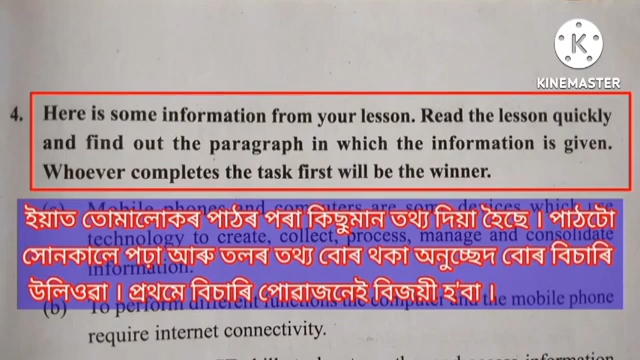 KINEMASTER
4. Here is some information from your lesson. Read the lesson quickly
and find out the paragraph in which the information is given.
Whoever completes the task first will be the winner.
(a) Mobile phones and computers are some devices which use
ইয়াত তোমালোকৰ পাঠৰ পৰা কিছুমান তথ্য দিয়া হৈছে । পাঠটো
technology to create, collect, process, manage and consolidate
সোনকালে পঢ়া আৰু তলৰ তথ্য বোৰ থকা অনুচ্ছেদ বোৰ বিচাৰি
information.
উলিওৱা । প্ৰথমে বিচাৰি পোৱাজনেই বিজয়ী হ'বা ।
(b) To perform different functions the computer and the mobile phone
require internet connectivity.